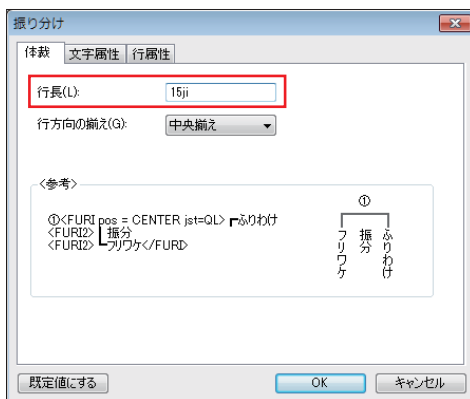 振り分け
体裁 文字属性 行属性
行長(L): 15ji
行方向の揃え(G): 中央揃え
<参考>
①<FURI pos = CENTER jst=QL> ┏ふりわけ
<FURI2> ┃振分
<FURI2> ┗フリワケ</FURI>
①
ふりわけ
振分
フリワケ
既定値にする OK キャンセル